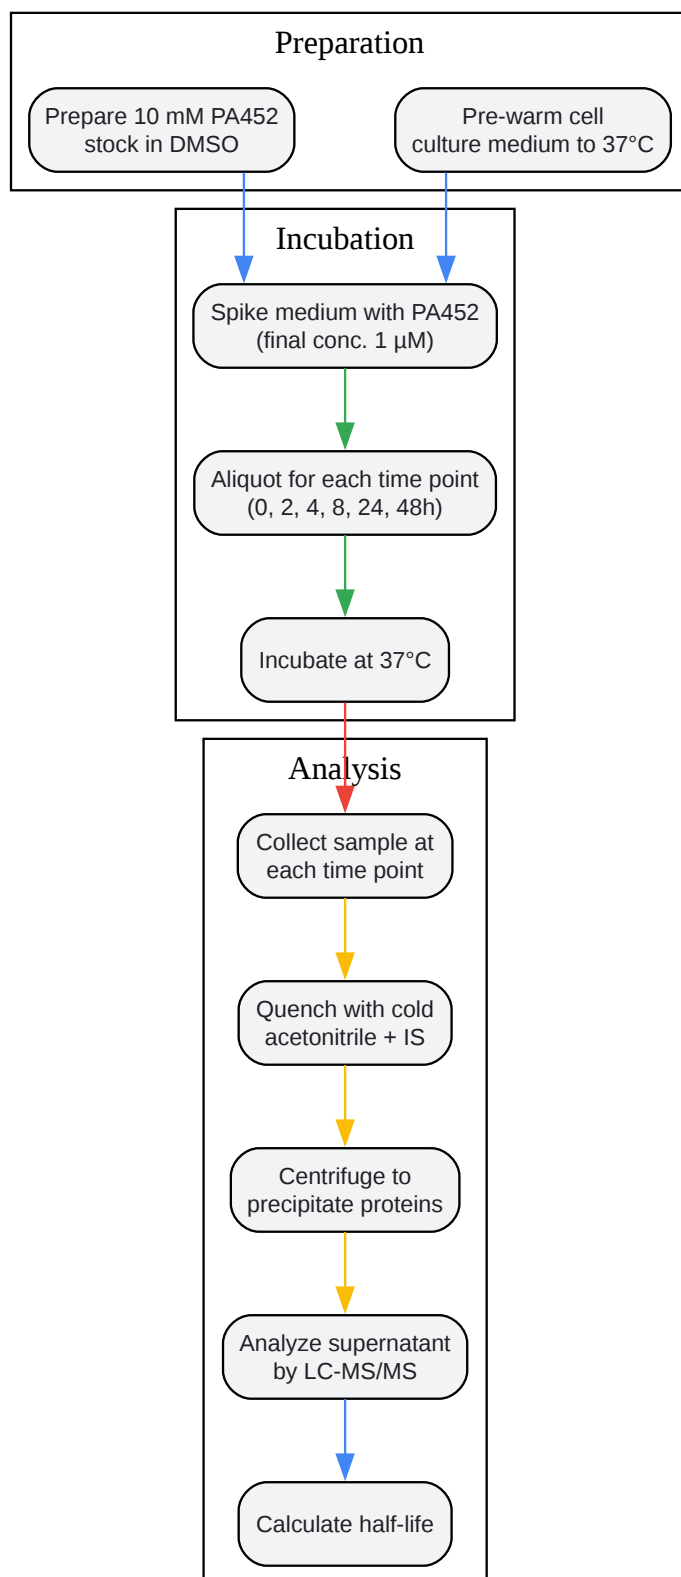 Preparation
Prepare 10 mM PA452
stock in DMSO
Pre-warm cell
culture medium to 37°C
Incubation
Spike medium with PA452
(final conc. 1 µM)
Aliquot for each time point
(0, 2, 4, 8, 24, 48h)
Incubate at 37°C
Analysis
Collect sample at
each time point
Quench with cold
acetonitrile + IS
Centrifuge to
precipitate proteins
Analyze supernatant
by LC-MS/MS
Calculate half-life